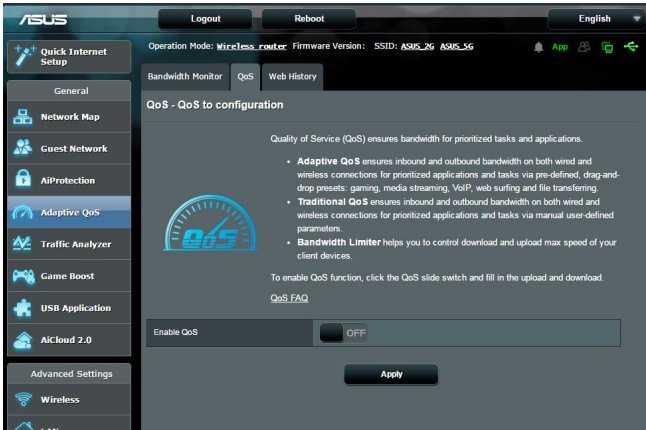 ASUS
Logout
Reboot
English
Quick Internet
Setup
General
Network Map
Guest Network
AiProtection
Adaptive QoS
Traffic Analyzer
Game Boost
USB Application
AiCloud 2.0
Advanced Settings
Wireless
Operation Mode: Wireless router Firmware Version: SSID: ASUS_2G ASUS_5G
App
Bandwidth Monitor
QoS
Web History
QoS - QoS to configuration
Quality of Service (QoS) ensures bandwidth for prioritized tasks and applications.
• Adaptive QoS ensures inbound and outbound bandwidth on both wired and
wireless connections for prioritized applications and tasks via pre-defined, drag-and-
drop presets: gaming, media streaming, VoIP, web surfing and file transferring.
• Traditional QoS ensures inbound and outbound bandwidth on both wired and
wireless connections for prioritized applications and tasks via manual user-defined
parameters.
• Bandwidth Limiter helps you to control download and upload max speed of your
client devices.
To enable QoS function, click the QoS slide switch and fill in the upload and download.
QoS FAQ
QoS
Enable QoS
OFF
Apply